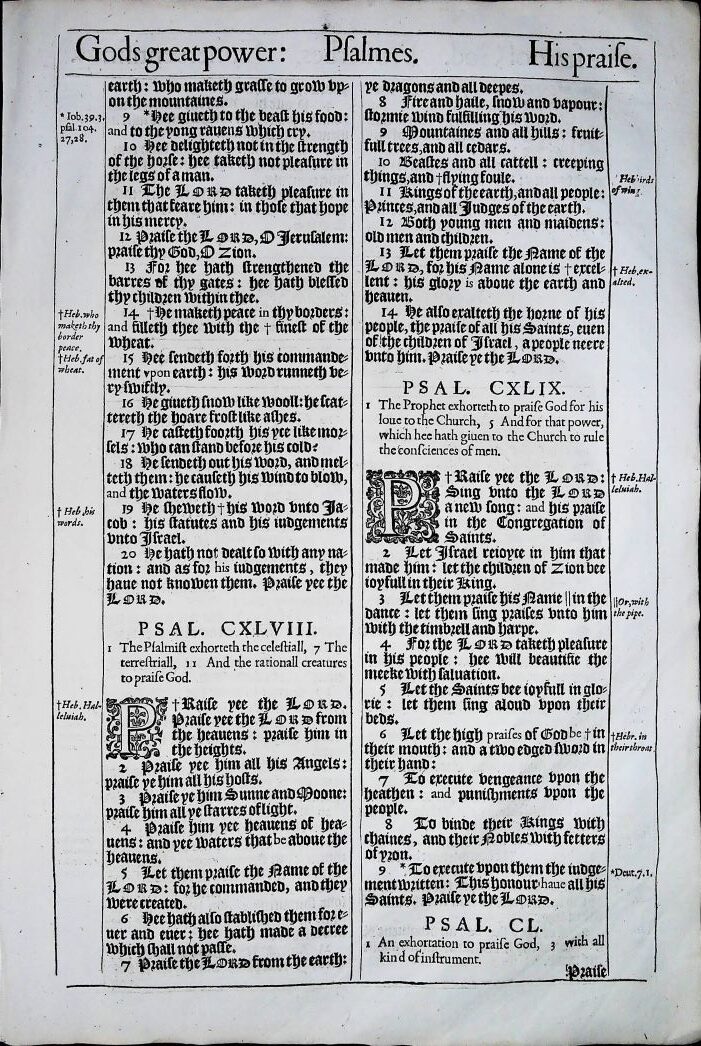 Gods great power: Psalmes. His praise.
earth: who maketh grasse to grow vp-
on the mountaines.
9 *Hee giueth to the beast his food:
and to the yong rauens which cry.
10 Hee delighteth not in the strength
of the horse: hee taketh not pleasure in
the legs of a man.
11 The LORD taketh pleasure in
them that feare him: in those that hope
in his mercy.
12 Praise the LORD, O Ierusalem:
praise thy God, O Zion.
13 For hee hath strengthened the
barres of thy gates: hee hath blessed
thy children within thee.
14 †He maketh peace in thy borders:
and filleth thee with the † finest of the
wheat.
15 Hee sendeth forth his commande-
ment vpon earth: his word runneth ve-
ry swiftly.
16 He giueth snow like wooll: he scat-
tereth the hoare frost like ashes.
17 He casteth foorth his yce like mor-
sels: who can stand before his cold?
18 He sendeth out his word, and mel-
teth them: he causeth his wind to blow,
and the waters flow.
19 He sheweth † his word vnto Ia-
cob: his statutes and his iudgements
vnto Israel.
20 He hath not dealt so with any na-
tion: and as for his iudgements, they
haue not knowen them. Praise yee the
LORD.
PSAL. CXLVIII.
1 The Psalmist exhorteth the celestiall, 7 The
terrestriall, 11 And the rationall creatures
to praise God.
P†Raise yee the LORD.
Praise yee the LORD from
the heauens: praise him in
the heights.
2 Praise yee him all his Angels:
praise ye him all his hosts.
3 Praise ye him Sunne and Moone:
praise him all ye starres of light.
4 Praise him yee heauens of hea-
uens: and yee waters that be aboue the
heauens.
5 Let them praise the Name of the
LORD: for he commanded, and they
were created.
6 Hee hath also stablished them for e-
uer and euer: hee hath made a decree
which shall not passe.
7 Praise the LORD from the earth:
* Iob. 39.3.
psal. 104.
27, 28.
† Heb. who
maketh thy
border
peace.
† Heb. fat of
wheat.
† Heb. his
words.
† Heb. Hal-
leluiah.
ye dragons and all deepes.
8 Fire and haile, snow and vapour:
stormie wind fulfilling his word.
9 Mountaines and all hills: fruit-
full trees, and all cedars.
10 Beastes and all cattell: creeping
things, and †flying foule.
11 Kings of the earth, and all people:
Princes, and all Iudges of the earth.
12 Both young men and maidens:
old men and children.
13 Let them praise the Name of the
LORD, for his Name alone is † excel-
lent: his glory is aboue the earth and
heauen.
14 He also exalteth the horne of his
people, the praise of all his Saints, euen
of the children of Israel, a people neere
vnto him. Praise ye the LORD.
PSAL. CXLIX.
1 The Prophet exhorteth to praise God for his
loue to the Church, 5 And for that power,
which hee hath giuen to the Church to rule
the consciences of men.
P†Raise yee the LORD:
Sing vnto the LORD
a new song: and his praise
in the Congregation of
Saints.
2 Let Israel reioyce in him that
made him: let the children of Zion bee
ioyfull in their King.
3 Let them praise his Name || in the
dance: let them sing praises vnto him
with the timbrell and harpe.
4 For the LORD taketh pleasure
in his people: hee will beautifie the
meeke with saluation.
5 Let the Saints bee ioyfull in glo-
rie: let them sing aloud vpon their
beds.
6 Let the high praises of God be † in
their mouth: and a two edged sword in
their hand:
7 To execute vengeance vpon the
heathen: and punishments vpon the
people.
8 To binde their Kings with
chaines, and their Nobles with fetters
of yron.
9 * To execute vpon them the iudge-
ment written: This honour haue all his
Saints. Praise ye the LORD.
PSAL. CL.
1 An exhortation to praise God, 3 with all
kind of instrument.
Praise
of wing.
† Heb. ex-
alted.
† Heb. Hal-
leluiah.
|| Or, with
the pipe.
† Hebr. in
their throat.
* Deut. 7.1.